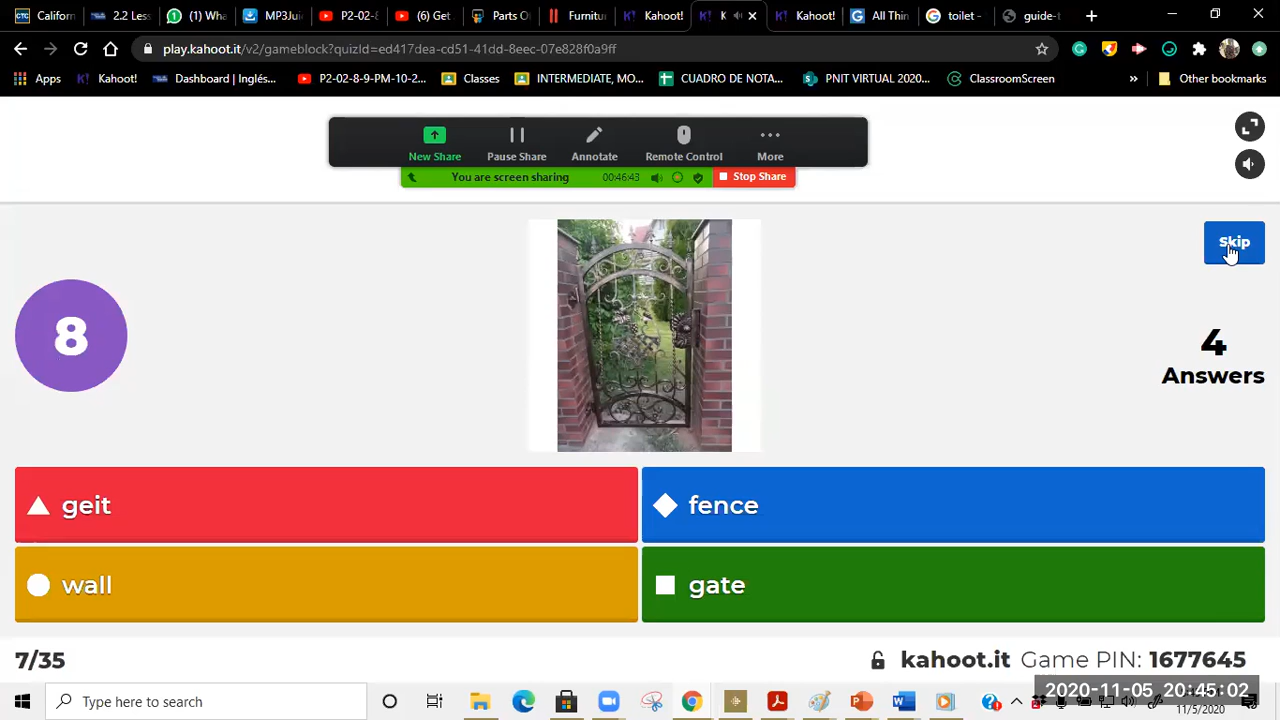 Californ
2.2 Less
(1) Wha
MP3Juic
P2-02-8
(6) Get
Parts O
Furnitu
Kahoot!
K
Kahoot!
All Thin
toilet -
guide-t
play.kahoot.it/v2/gameblock?quizId=ed417dea-cd51-41dd-8eec-07e828f0a9ff
Apps
Kahoot!
Dashboard | Inglés...
P2-02-8-9-PM-10-2...
Classes
INTERMEDIATE, MO...
CUADRO DE NOTA...
PNIT VIRTUAL 2020...
ClassroomScreen
Other bookmarks
New Share
Pause Share
Annotate
Remote Control
More
You are screen sharing
00:46:43
Stop Share
Skip
8
4
Answers
geit
fence
wall
gate
7/35
kahoot.it Game PIN: 1677645
Type here to search
2020-11-05 20:45:02
11/5/2020